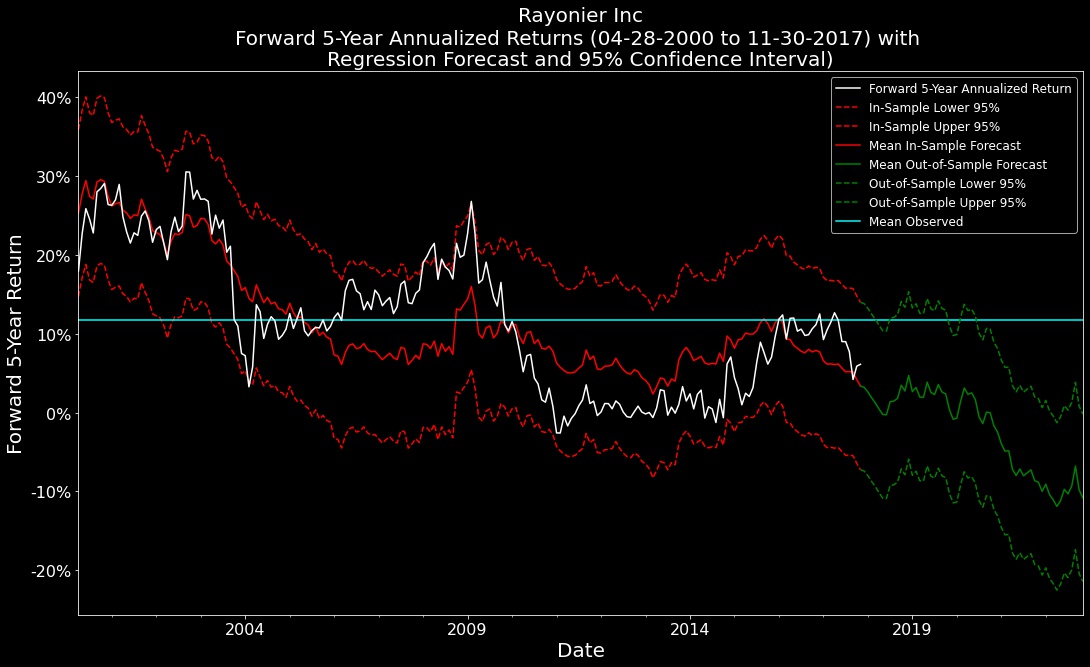 Rayonier Inc
Forward 5-Year Annualized Returns (04-28-2000 to 11-30-2017) with
Regression Forecast and 95% Confidence Interval)
Forward 5-Year Annualized Return
In-Sample Lower 95%
In-Sample Upper 95%
Mean In-Sample Forecast
Mean Out-of-Sample Forecast
Out-of-Sample Lower 95%
Out-of-Sample Upper 95%
Mean Observed
Forward 5-Year Return
40%
30%
20%
10%
0%
-10%
-20%
2004
2009
2014
2019
Date